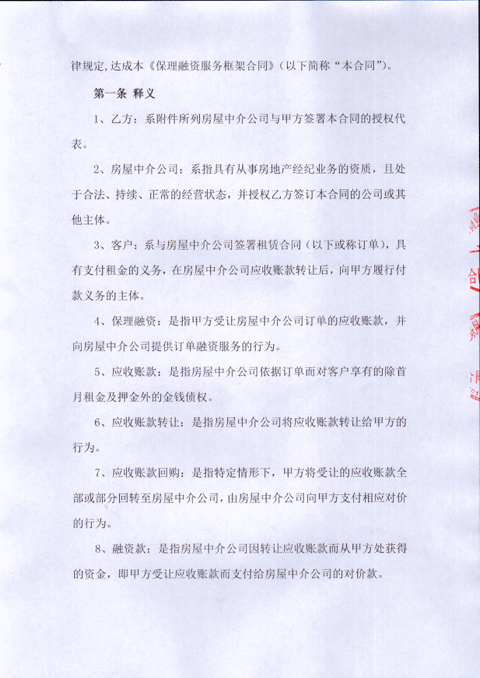 律规定,达成本《保理融资服务框架合同》（以下简称“本合同”）。
第一条 释义
1、乙方：系附件所列房屋中介公司与甲方签署本合同的授权代
表。
2、房屋中介公司：系指具有从事房地产经纪业务的资质，且处
于合法、持续、正常的经营状态，并授权乙方签订本合同的公司或其
他主体。
3、客户：系与房屋中介公司签署租赁合同（以下或称订单），具
有支付租金的义务，在房屋中介公司应收账款转让后，向甲方履行付
款义务的主体。
4、保理融资：是指甲方受让房屋中介公司订单的应收账款，并
向房屋中介公司提供订单融资服务的行为。
5、应收账款：是指房屋中介公司依据订单而对客户享有的除首
月租金及押金外的金钱债权。
6、应收账款转让：是指房屋中介公司将应收账款转让给甲方的
行为。
7、应收账款回购：是指特定情形下，甲方将受让的应收账款全
部或部分回转至房屋中介公司，由房屋中介公司向甲方支付相应对价
的行为。
8、融资款：是指房屋中介公司因转让应收账款而从甲方处获得
的资金，即甲方受让应收账款而支付给房屋中介公司的对价款。